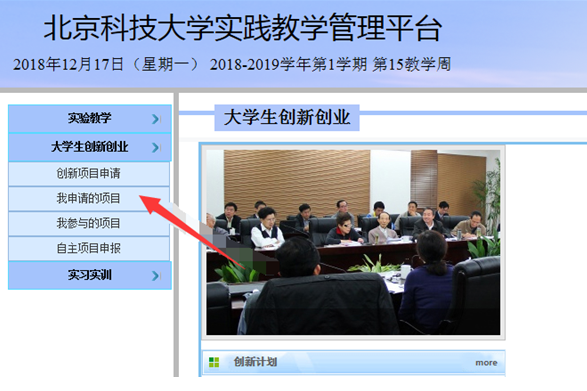 北京科技大学实践教学管理平台
2018年12月17日（星期一） 2018-2019学年第1学期 第15教学周
实验教学
大学生创新创业
创新项目申请
我申请的项目
我参与的项目
自主项目申报
实习实训
大学生创新创业
创新计划 more